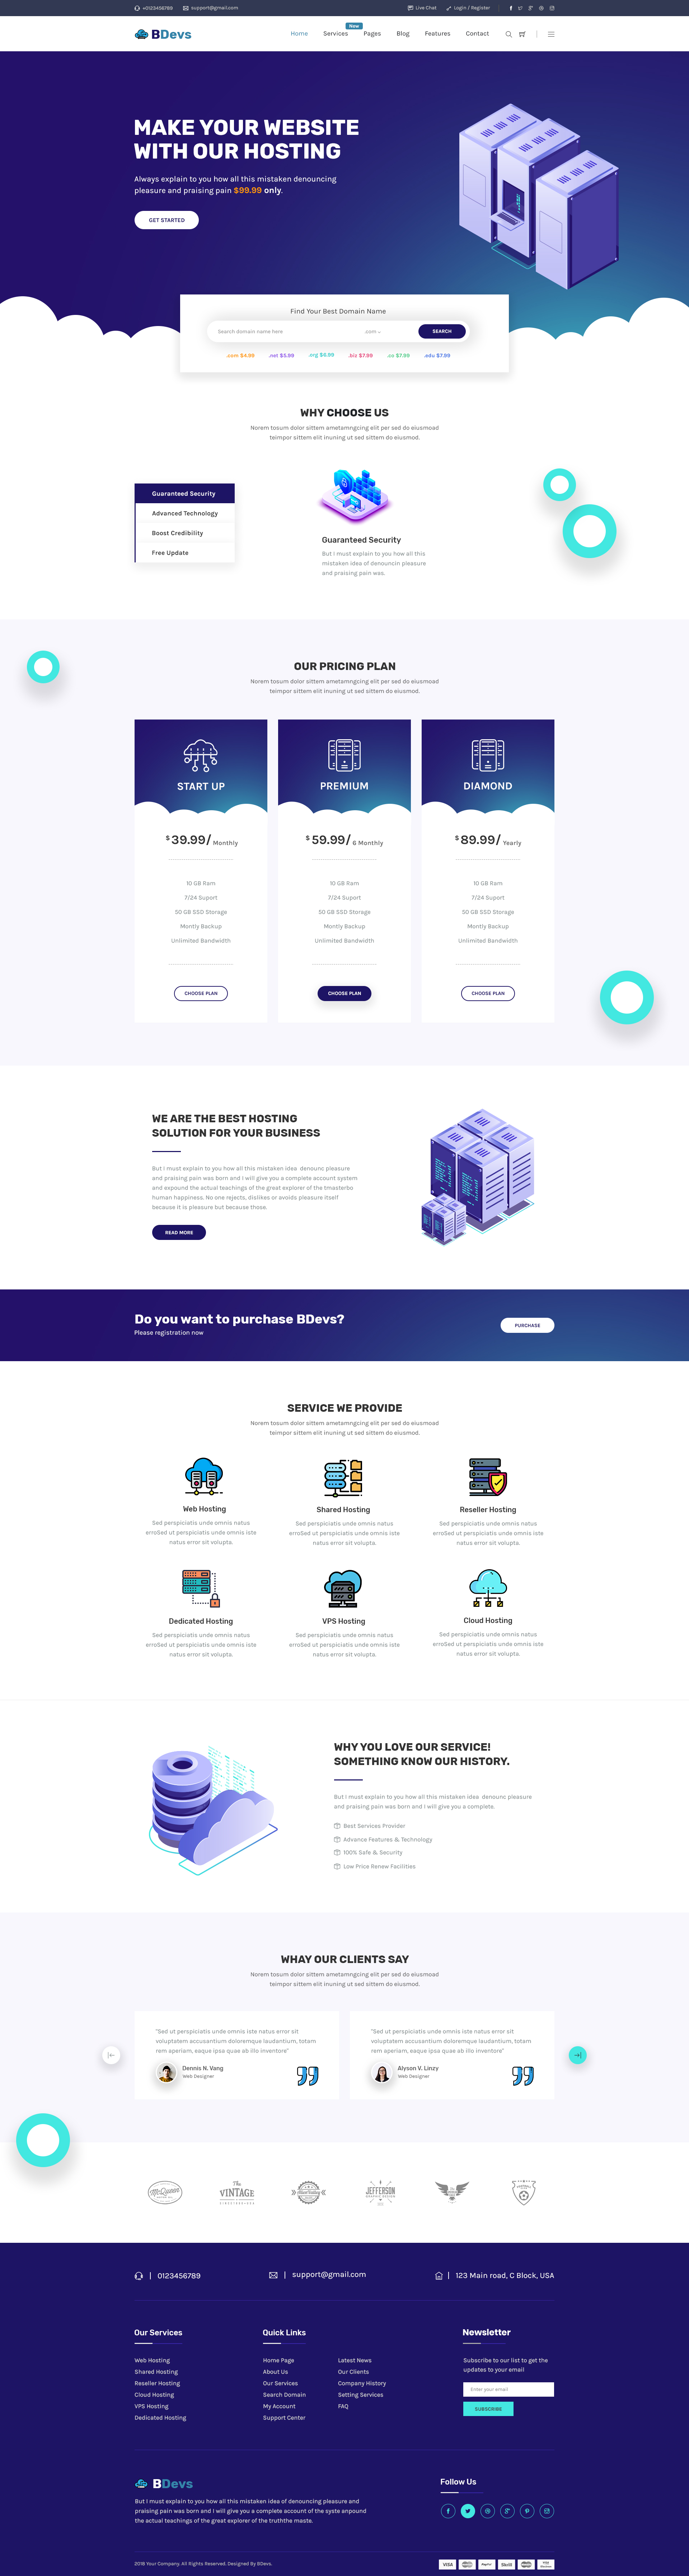 +0123456789 support@gmail.com Live Chat Login / Register
BDevs
Home Services New Pages Blog Features Contact
MAKE YOUR WEBSITE
WITH OUR HOSTING
Always explain to you how all this mistaken denouncing
pleasure and praising pain $99.99 only.
GET STARTED
Find Your Best Domain Name
Search domain name here .com SEARCH
.com $4.99 .net $5.99 .org $6.99 .biz $7.99 .us $7.99 .edu $7.99
WHY CHOOSE US
Norem tosum dolor sittem ametamngcing elit per sed do eiusmoad
teimpor sittem elit inuning ut sed sittem do eiusmod.
Guaranteed Security
Advanced Technology
Boost Credibility
Free Update
Guaranteed Security
But I must explain to you how all this
mistaken idea of denouncin pleasure
and praising pain was.
OUR PRICING PLAN
Norem tosum dolor sittem ametamngcing elit per sed do eiusmoad
teimpor sittem elit inuning ut sed sittem do eiusmod.
START UP
$39.99/ Monthly
10 GB Ram
7/24 Suport
50 GB SSD Storage
Montly Backup
Unlimited Bandwidth
CHOOSE PLAN
PREMIUM
$59.99/ 6 Monthly
10 GB Ram
7/24 Suport
50 GB SSD Storage
Montly Backup
Unlimited Bandwidth
CHOOSE PLAN
DIAMOND
$89.99/ Yearly
10 GB Ram
7/24 Suport
50 GB SSD Storage
Montly Backup
Unlimited Bandwidth
CHOOSE PLAN
WE ARE THE BEST HOSTING
SOLUTION FOR YOUR BUSINESS
But I must explain to you how all this mistaken idea denounc pleasure
and praising pain was born and I will give you a complete account system
and expound the actual teachings of the great explorer of the tmasterbo
human happiness. No one rejects, dislikes or avoids pleasure itself
because it is pleasure but because those.
READ MORE
Do you want to purchase BDevs?
Please registration now
PURCHASE
SERVICE WE PROVIDE
Norem tosum dolor sittem ametamngcing elit per sed do eiusmoad
teimpor sittem elit inuning ut sed sittem do eiusmod.
Web Hosting
Sed perspiciatis unde omnis natus
erroSed ut perspiciatis unde omnis iste
natus error sit volupta.
Shared Hosting
Sed perspiciatis unde omnis natus
erroSed ut perspiciatis unde omnis iste
natus error sit volupta.
Reseller Hosting
Sed perspiciatis unde omnis natus
erroSed ut perspiciatis unde omnis iste
natus error sit volupta.
Dedicated Hosting
Sed perspiciatis unde omnis natus
erroSed ut perspiciatis unde omnis iste
natus error sit volupta.
VPS Hosting
Sed perspiciatis unde omnis natus
erroSed ut perspiciatis unde omnis iste
natus error sit volupta.
Cloud Hosting
Sed perspiciatis unde omnis natus
erroSed ut perspiciatis unde omnis iste
natus error sit volupta.
WHY YOU LOVE OUR SERVICE!
SOMETHING KNOW OUR HISTORY.
But I must explain to you how all this mistaken idea denounc pleasure
and praising pain was born and I will give you a complete.
Best Services Provider
Advance Features & Technology
100% Safe & Security
Low Price Renew Facilities
WHAY OUR CLIENTS SAY
Norem tosum dolor sittem ametamngcing elit per sed do eiusmoad
teimpor sittem elit inuning ut sed sittem do eiusmod.
"Sed ut perspiciatis unde omnis iste natus error sit
voluptatem accusantium doloremque laudantium, totam
rem aperiam, eaque ipsa quae ab illo inventore"
Dennis N. Vang
Web Designer
"Sed ut perspiciatis unde omnis iste natus error sit
voluptatem accusantium doloremque laudantium, totam
rem aperiam, eaque ipsa quae ab illo inventore"
Alyson V. Linzy
Web Designer
McQueen
The
VINTAGE
JEFFERSON
0123456789
support@gmail.com
123 Main road, C Block, USA
Our Services
Web Hosting
Shared Hosting
Reseller Hosting
Cloud Hosting
VPS Hosting
Dedicated Hosting
Quick Links
Home Page
About Us
Our Services
Search Domain
My Account
Support Center
Latest News
Our Clients
Company History
Setting Services
FAQ
Newsletter
Subscribe to our list to get the
updates to your email
Enter your email
SUBSCRIBE
BDevs
But I must explain to you how all this mistaken idea of denouncing pleasure and
praising pain was born and I will give you a complete account of the syste anpound
the actual teachings of the great explorer of the truththe maste.
Follow Us
2018 Your Company. All Rights Reserved. Designed By BDevs.
VISA PayPal Skrill